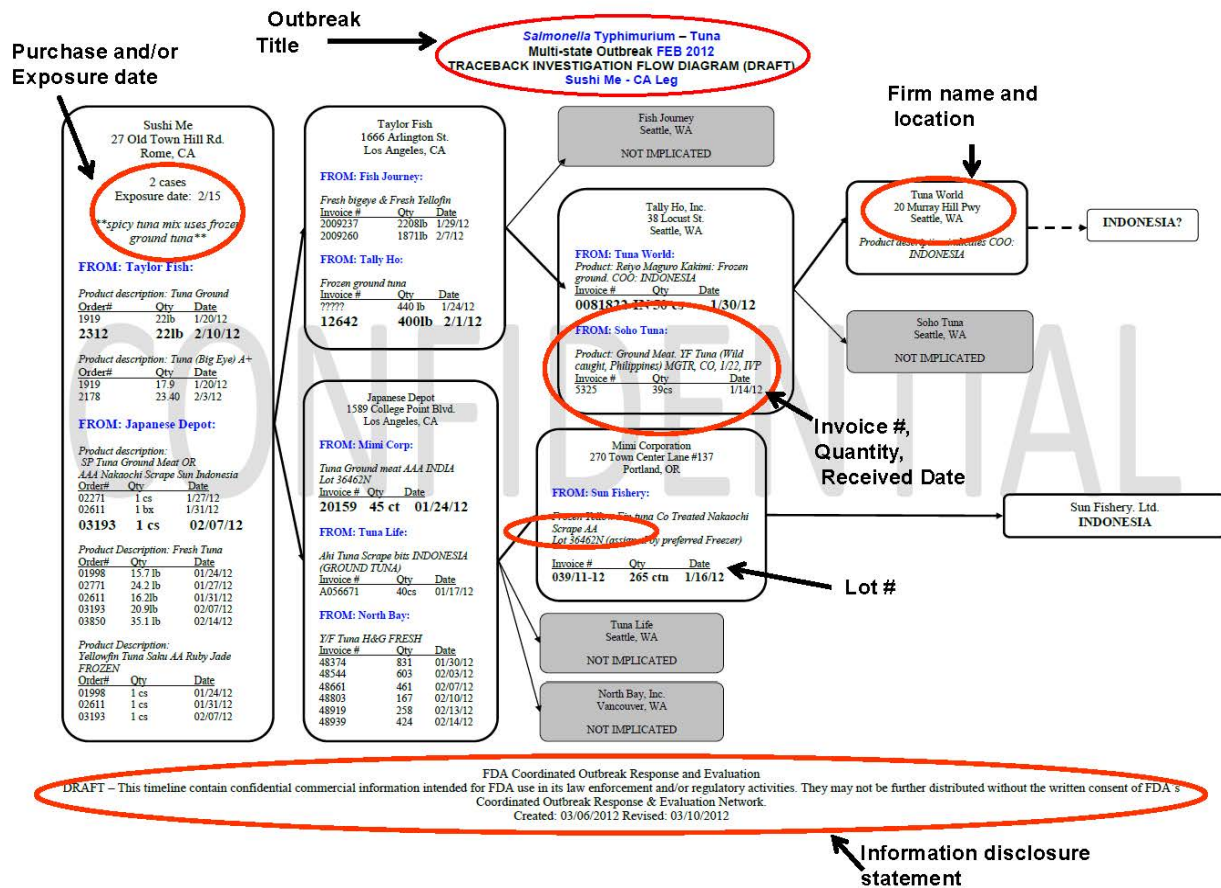 Outbreak
Title
Salmonella Typhimurium – Tuna
Multi-state Outbreak FEB 2012
TRACEBACK INVESTIGATION FLOW DIAGRAM (DRAFT)
Sushi Me - CA Leg
Purchase and/or
Exposure date
Firm name and
location
Sushi Me
27 Old Town Hill Rd.
Rome, CA
2 cases
Exposure date: 2/15
**spicy tuna mix uses frozen
ground tuna**
FROM: Taylor Fish:
Product description: Tuna Ground
Order# Qty Date
1919 22lb 1/20/12
2312 22lb 2/10/12
Product description: Tuna (Big Eye) A+
Order# Qty Date
1919 17.9 1/20/12
2178 23.40 2/3/12
FROM: Japanese Depot:
Product description:
SP Tuna Ground Meat OR
AAA Nakaochi Scrape Sun Indonesia
Order# Qty Date
02271 1 cs 1/27/12
02611 1 bx 1/31/12
03193 1 cs 02/07/12
Product Description: Fresh Tuna
Order# Qty Date
01998 15.7 lb 01/24/12
02771 24.2 lb 01/27/12
02611 16.2lb 01/31/12
03193 20.9lb 02/07/12
03850 35.1 lb 02/14/12
Product Description:
Yellowfin Tuna Saku AA Ruby Jade
FROZEN
Order# Qty Date
01998 1 cs 01/24/12
02611 1 cs 01/31/12
03193 1 cs 02/07/12
Taylor Fish
1666 Arlington St.
Los Angeles, CA
FROM: Fish Journey:
Fresh bigeye & Fresh Yellofin
Invoice # Qty Date
2009237 2208lb 1/29/12
2009260 1871lb 2/7/12
FROM: Tally Ho:
Frozen ground tuna
Invoice # Qty Date
????? 440 lb 1/24/12
12642 400lb 2/1/12
Japanese Depot
1589 College Point Blvd.
Los Angeles, CA
FROM: Mimi Corp:
Tuna Ground meat AAA INDIA
Lot 36462N
Invoice # Qty Date
20159 45 ct 01/24/12
FROM: Tuna Life:
Ahi Tuna Scrape bits INDONESIA
(GROUND TUNA)
Invoice # Qty Date
A056671 40cs 01/17/12
FROM: North Bay:
Y/F Tuna H&G FRESH
Invoice # Qty Date
48374 831 01/30/12
48544 603 02/03/12
48661 461 02/07/12
48803 167 02/10/12
48919 258 02/13/12
48939 424 02/14/12
Fish Journey
Seattle, WA
NOT IMPLICATED
Tally Ho, Inc.
38 Locust St.
Seattle, WA
FROM: Tuna World:
Product: Reiyo Maguro Kakimi: Frozen
ground. COO: INDONESIA
0081822-IN 50 cs 1/30/12
FROM: Soho Tuna:
Product: Ground Meat. YF Tuna (Wild
caught, Philippines) MGTR, CO, 1/22, IVP
Invoice # Qty Date
5325 39cs 1/14/12
Mimi Corporation
270 Town Center Lane #137
Portland, OR
FROM: Sun Fishery:
Frozen Yellow Fin tuna Co Treated Nakaochi
Scrape AA
Lot 36462N (assigned by preferred Freezer)
Invoice # Qty Date
039/11-12 265 ctn 1/16/12
Tuna Life
Seattle, WA
NOT IMPLICATED
North Bay, Inc.
Vancouver, WA
NOT IMPLICATED
Tuna World
20 Murray Hill Pwy
Seattle, WA
Product description indicates COO:
INDONESIA
INDONESIA?
Soho Tuna
Seattle, WA
NOT IMPLICATED
Invoice #,
Quantity,
Received Date
Sun Fishery, Ltd.
INDONESIA
Lot #
CONFIDENTIAL
FDA Coordinated Outbreak Response and Evaluation
DRAFT – This timeline contain confidential commercial information intended for FDA use in its law enforcement and/or regulatory activities. They may not be further distributed without the written consent of FDA's
Coordinated Outbreak Response & Evaluation Network.
Created: 03/06/2012 Revised: 03/10/2012
Information disclosure
statement